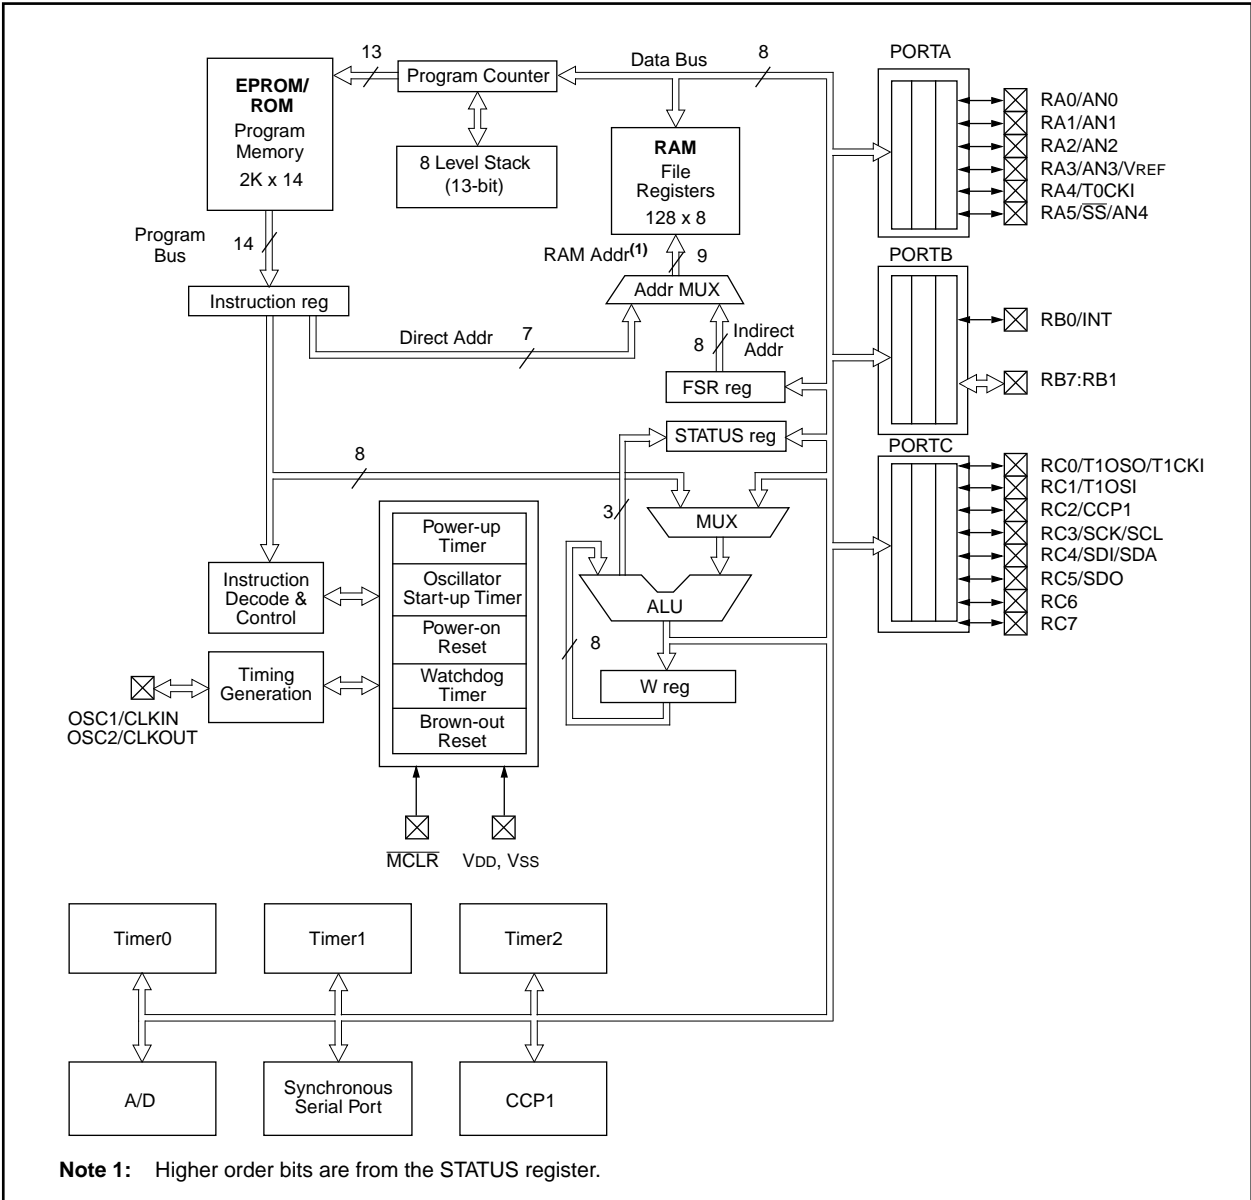 13
Data Bus
8
PORTA
EPROM/
ROM
Program
Memory
2K x 14
Program Counter
8 Level Stack
(13-bit)
RAM
File
Registers
128 x 8
RA0/AN0
RA1/AN1
RA2/AN2
RA3/AN3/VREF
RA4/T0CKI
RA5/SS/AN4
Program
Bus
14
RAM Addr(1)
9
PORTB
Instruction reg
Addr MUX
Direct Addr
7
8
Indirect
Addr
RB0/INT
FSR reg
RB7:RB1
STATUS reg
PORTC
8
RC0/T1OSO/T1CKI
RC1/T1OSI
RC2/CCP1
RC3/SCK/SCL
RC4/SDI/SDA
RC5/SDO
RC6
RC7
3
MUX
Power-up
Timer
Oscillator
Start-up Timer
Power-on
Reset
Watchdog
Timer
Brown-out
Reset
Instruction
Decode &
Control
ALU
8
W reg
Timing
Generation
OSC1/CLKIN
OSC2/CLKOUT
MCLR
VDD, VSS
Timer0
Timer1
Timer2
A/D
Synchronous
Serial Port
CCP1
Note 1: Higher order bits are from the STATUS register.